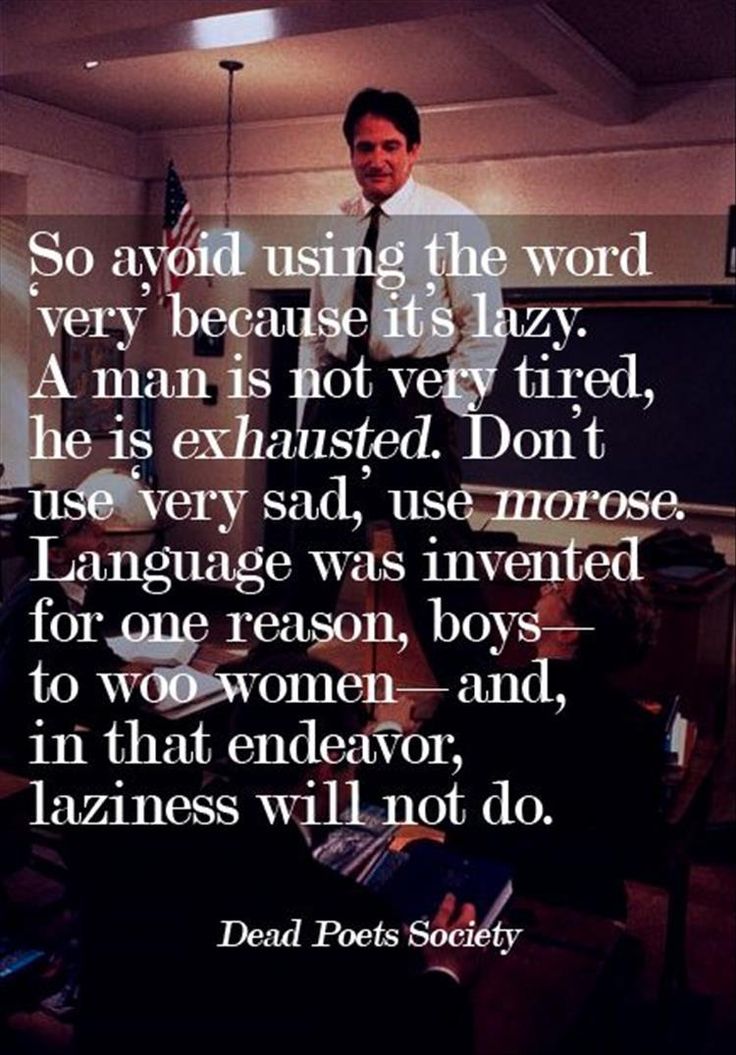 So avoid using the word
‘very’ because it’s lazy.
A man is not very tired,
he is exhausted. Don’t
use ‘very sad,’ use morose.
Language was invented
for one reason, boys—
to woo women—and,
in that endeavor,
laziness will not do.
Dead Poets Society